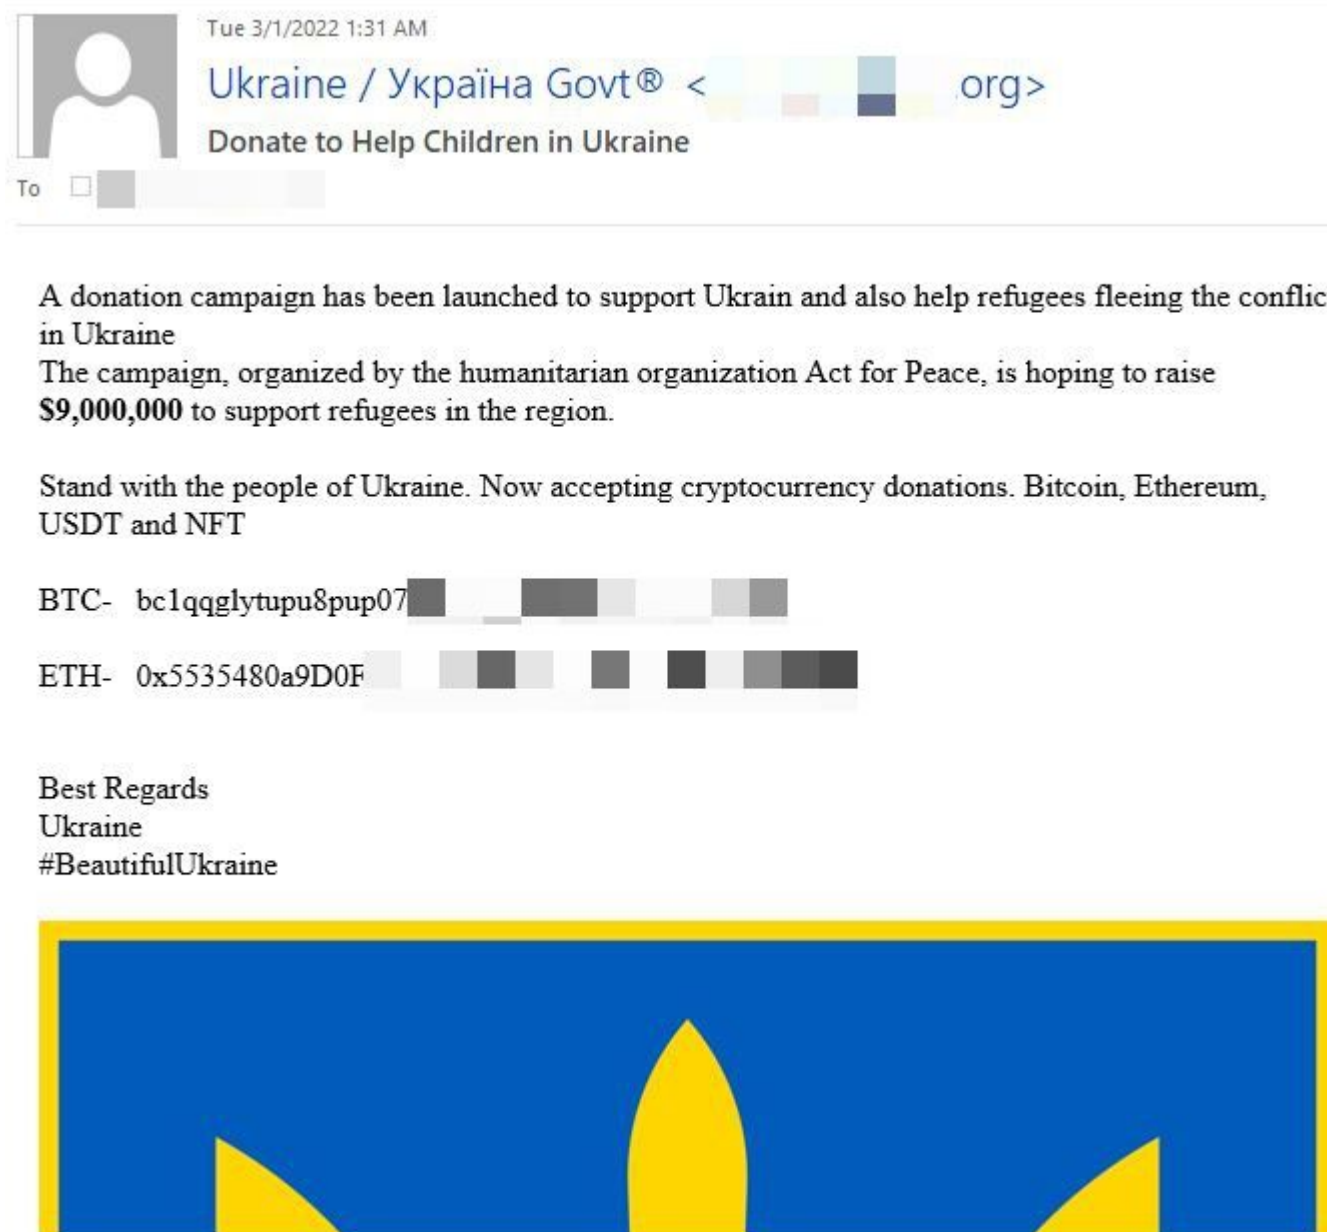 Tue 3/1/2022 1:31 AM
Ukraine / Україна Govt® < .org>
Donate to Help Children in Ukraine
To
A donation campaign has been launched to support Ukrain and also help refugees fleeing the conflic
in Ukraine
The campaign, organized by the humanitarian organization Act for Peace, is hoping to raise
$9,000,000 to support refugees in the region.
Stand with the people of Ukraine. Now accepting cryptocurrency donations. Bitcoin, Ethereum,
USDT and NFT
BTC- bc1qqglytupu8pup07
ETH- 0x5535480a9D0F
Best Regards
Ukraine
#BeautifulUkraine